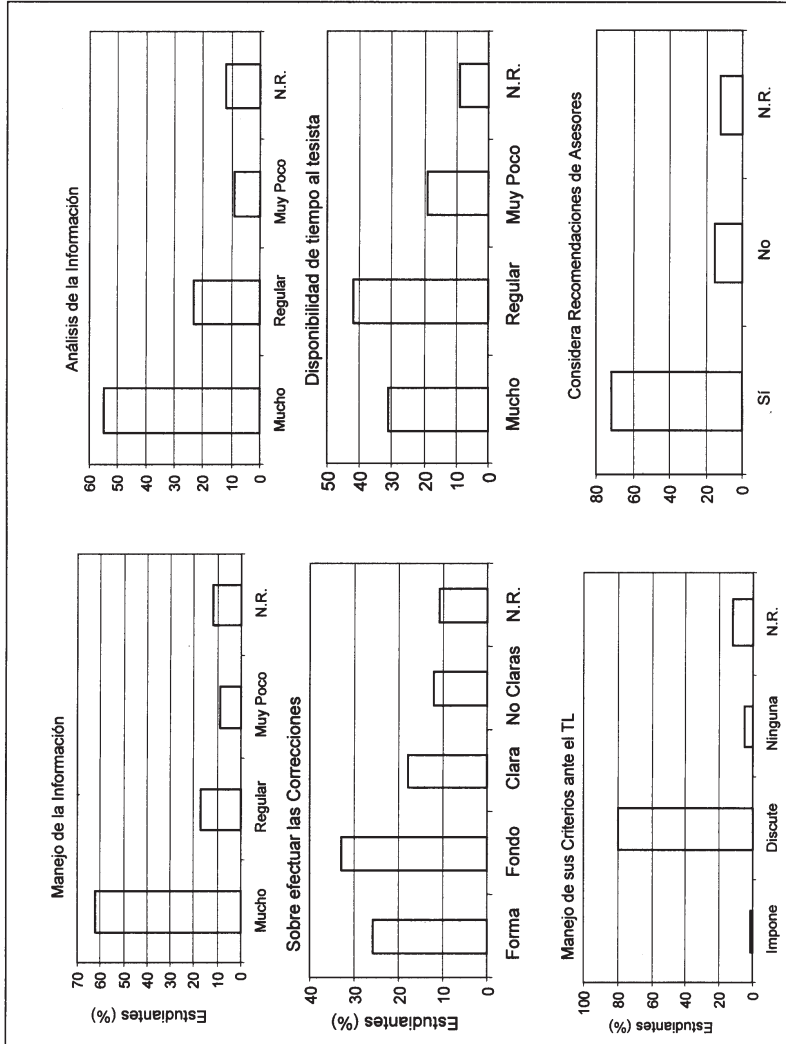 Manejo de la Información
Estudiantes (%)
70
60
50
40
30
20
10
0
Mucho
Regular
Muy Poco
N.R.
Análisis de la Información
60
50
40
30
20
10
0
Mucho
Regular
Muy Poco
N.R.
Sobre efectuar las Correcciones
Estudiantes (%)
40
30
20
10
0
Forma
Fondo
Clara
No Claras
N.R.
Disponibilidad de tiempo al tesista
50
40
30
20
10
0
Mucho
Regular
Muy Poco
N.R.
Manejo de sus Criterios ante el TL
Estudiantes (%)
100
80
60
40
20
0
Impone
Discute
Ninguna
N.R.
Considera Recomendaciones de Asesores
80
60
40
20
0
Sí
No
N.R.